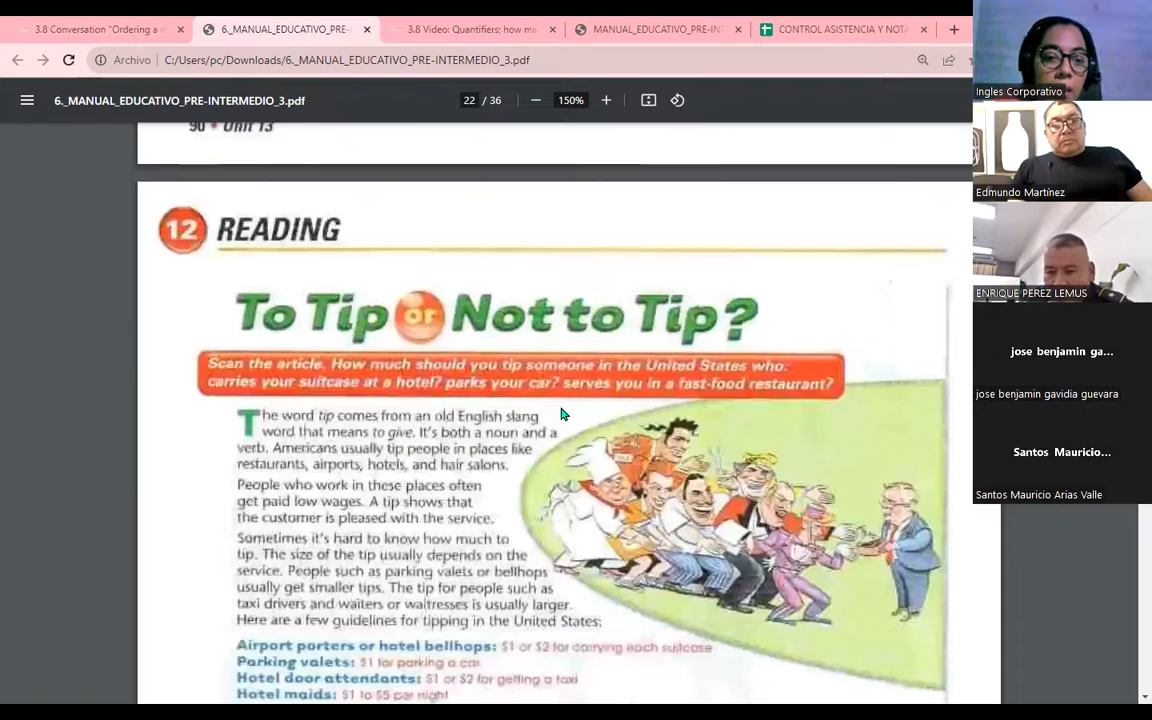 3.8 Conversation "Ordering a
6._MANUAL_EDUCATIVO_PRE-
3.8 Video: Quantifiers; how
MANUAL_EDUCATIVO_PRE-INT
CONTROL ASISTENCIA Y NOTA
Archivo
C:/Users/pc/Downloads/6._MANUAL_EDUCATIVO_PRE-INTERMEDIO_3.pdf
6._MANUAL_EDUCATIVO_PRE-INTERMEDIO_3.pdf
22 / 36
150%
90 • Unit 13
12 READING
To Tip or Not to Tip?
Scan the article. How much should you tip someone in the United States who:
carries your suitcase at a hotel? parks your car? serves you in a fast-food restaurant?
The word tip comes from an old English slang
word that means to give. It's both a noun and a
verb. Americans usually tip people in places like
restaurants, airports, hotels, and hair salons.
People who work in these places often
get paid low wages. A tip shows that
the customer is pleased with the service.
Sometimes it's hard to know how much to
tip. The size of the tip usually depends on the
service. People such as parking valets or bellhops
usually get smaller tips. The tip for people such as
taxi drivers and waiters or waitresses is usually larger.
Here are a few guidelines for tipping in the United States:
Airport porters or hotel bellhops: $1 or $2 for carrying each suitcase
Parking valets: $1 for parking a car
Hotel door attendants: $1 or $2 for getting a taxi
Hotel maids: $1 to $5 per night
Ingles Corporativo
Edmundo Martínez
ENRIQUE PEREZ LEMUS
jose benjamin ga...
jose benjamin gavidia guevara
Santos Mauricio...
Santos Mauricio Arias Valle